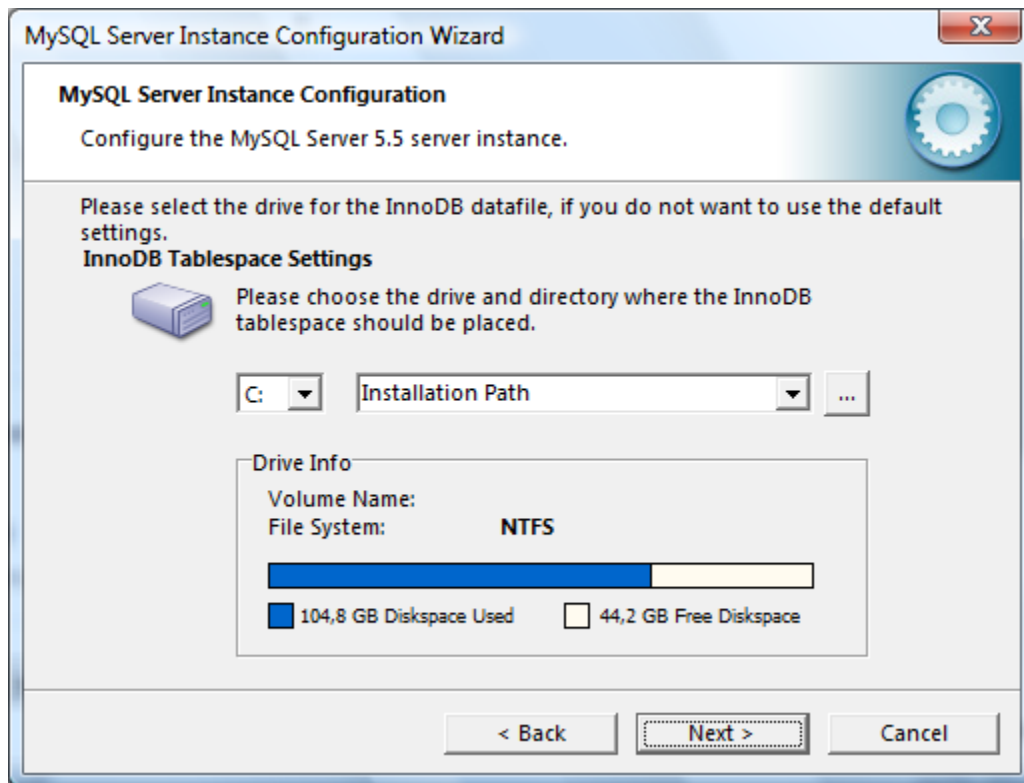 MySQL Server Instance Configuration Wizard
MySQL Server Instance Configuration
Configure the MySQL Server 5.5 server instance.
Please select the drive for the InnoDB datafile, if you do not want to use the default
settings.
InnoDB Tablespace Settings
Please choose the drive and directory where the InnoDB
tablespace should be placed.
C: Installation Path ...
Drive Info
Volume Name:
File System: NTFS
104,8 GB Diskspace Used 44,2 GB Free Diskspace
< Back Next > Cancel